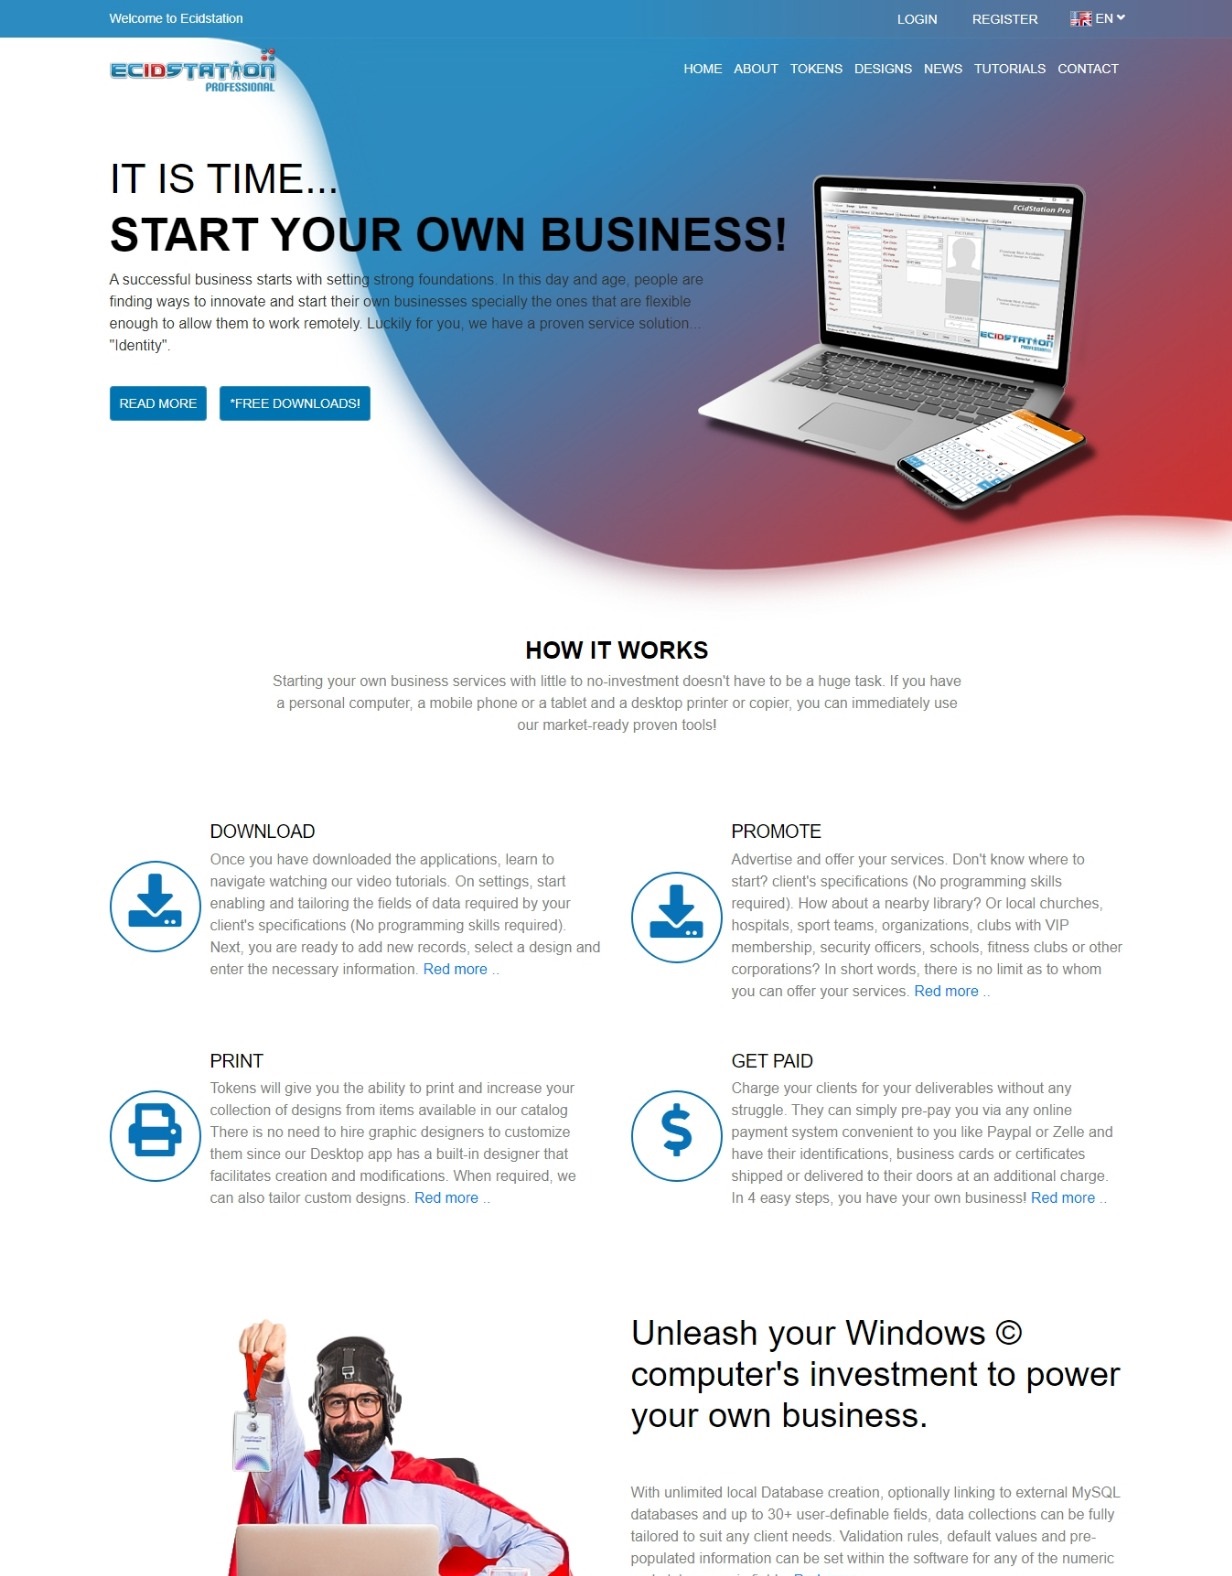 Welcome to Ecidstation
LOGIN REGISTER EN
ECIDSTATION
PROFESSIONAL
HOME ABOUT TOKENS DESIGNS NEWS TUTORIALS CONTACT
IT IS TIME...
START YOUR OWN BUSINESS!
A successful business starts with setting strong foundations. In this day and age, people are
finding ways to innovate and start their own businesses specially the ones that are flexible
enough to allow them to work remotely. Luckily for you, we have a proven service solution...
"Identity".
READ MORE *FREE DOWNLOADS!
ECidStation Pro
ECIDSTATION
PROFESSIONAL
HOW IT WORKS
Starting your own business services with little to no-investment doesn't have to be a huge task. If you have
a personal computer, a mobile phone or a tablet and a desktop printer or copier, you can immediately use
our market-ready proven tools!
DOWNLOAD
Once you have downloaded the applications, learn to
navigate watching our video tutorials. On settings, start
enabling and tailoring the fields of data required by your
client's specifications (No programming skills required).
Next, you are ready to add new records, select a design and
enter the necessary information. Red more ..
PROMOTE
Advertise and offer your services. Don't know where to
start? client's specifications (No programming skills
required). How about a nearby library? Or local churches,
hospitals, sport teams, organizations, clubs with VIP
membership, security officers, schools, fitness clubs or other
corporations? In short words, there is no limit as to whom
you can offer your services. Red more ..
PRINT
Tokens will give you the ability to print and increase your
collection of designs from items available in our catalog
There is no need to hire graphic designers to customize
them since our Desktop app has a built-in designer that
facilitates creation and modifications. When required, we
can also tailor custom designs. Red more ..
GET PAID
Charge your clients for your deliverables without any
struggle. They can simply pre-pay you via any online
payment system convenient to you like Paypal or Zelle and
have their identifications, business cards or certificates
shipped or delivered to their doors at an additional charge.
In 4 easy steps, you have your own business! Red more ..
Unleash your Windows ©
computer's investment to power
your own business.
With unlimited local Database creation, optionally linking to external MySQL
databases and up to 30+ user-definable fields, data collections can be fully
tailored to suit any client needs. Validation rules, default values and pre-
populated information can be set within the software for any of the numeric